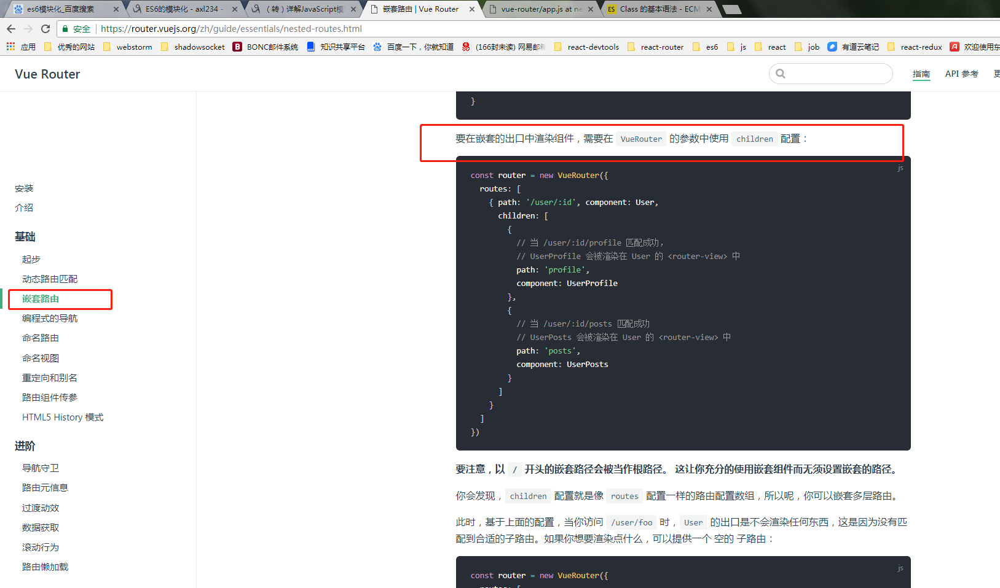 es6模块化_百度搜索
ES6的模块化 - axl234 -
（转）详解JavaScript模
嵌套路由 | Vue Router
vue-router/app.js at ne
ES Class 的基本语法 - ECM
安全 https://router.vuejs.org/zh/guide/essentials/nested-routes.html
应用 优秀的网站 webstorm shadowsocket B BONC邮件系统 知识共享平台 百度一下，你就知道 (166封未读) 网易邮箱 react-devtools react-router es6 js react job 有道云笔记 react-redux 欢迎使用东
Vue Router
指南 API 参考
安装
介绍
基础
起步
动态路由匹配
嵌套路由
编程式的导航
命名路由
命名视图
重定向和别名
路由组件传参
HTML5 History 模式
进阶
导航守卫
路由元信息
过渡动效
数据获取
滚动行为
路由懒加载
}
要在嵌套的出口中渲染组件，需要在 VueRouter 的参数中使用 children 配置：
js
const router = new VueRouter({
routes: [
{ path: '/user/:id', component: User,
children: [
{
// 当 /user/:id/profile 匹配成功，
// UserProfile 会被渲染在 User 的 <router-view> 中
path: 'profile',
component: UserProfile
},
{
// 当 /user/:id/posts 匹配成功
// UserPosts 会被渲染在 User 的 <router-view> 中
path: 'posts',
component: UserPosts
}
]
}
]
})
要注意，以 / 开头的嵌套路径会被当作根路径。 这让你充分的使用嵌套组件而无须设置嵌套的路径。
你会发现，children 配置就是像 routes 配置一样的路由配置数组，所以呢，你可以嵌套多层路由。
此时，基于上面的配置，当你访问 /user/foo 时，User 的出口是不会渲染任何东西，这是因为没有匹
配到合适的子路由。如果你想要渲染点什么，可以提供一个 空的 子路由：
js
const router = new VueRouter({
routes: [